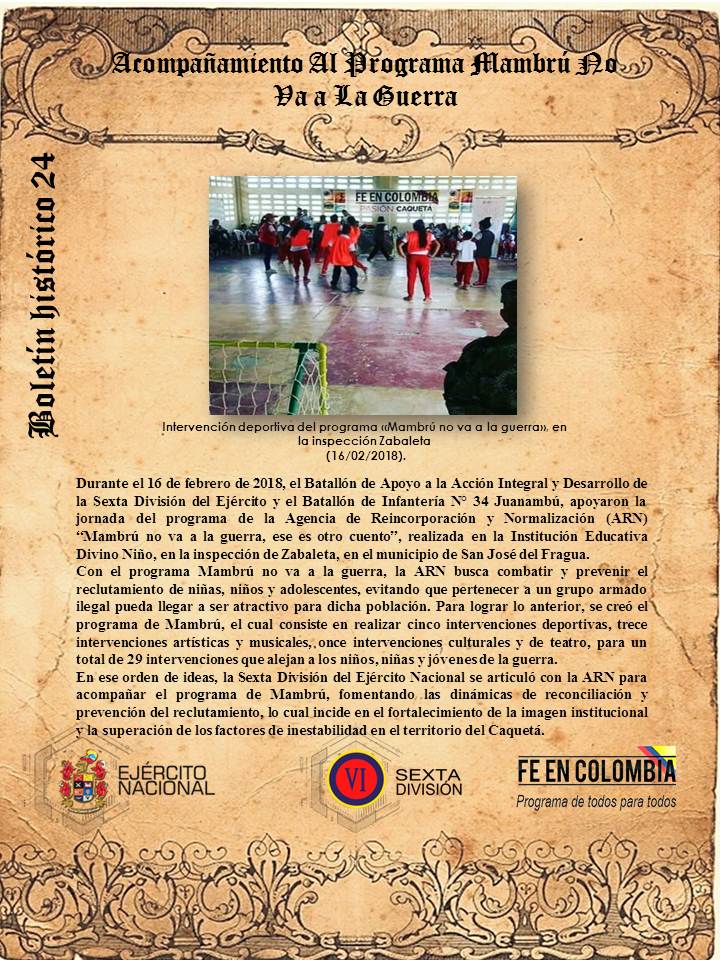 Acompañamiento Al Programa Mambrú No
Va a La Guerra
Boletín histórico 24
FE EN COLOMBIA
PASIÓN CAQUETA
Intervención deportiva del programa «Mambrú no va a la guerra», en
la inspección Zabaleta
(16/02/2018).
Durante el 16 de febrero de 2018, el Batallón de Apoyo a la Acción Integral y Desarrollo de
la Sexta División del Ejército y el Batallón de Infantería N° 34 Juanambú, apoyaron la
jornada del programa de la Agencia de Reincorporación y Normalización (ARN)
“Mambrú no va a la guerra, ese es otro cuento”, realizada en la Institución Educativa
Divino Niño, en la inspección de Zabaleta, en el municipio de San José del Fragua.
Con el programa Mambrú no va a la guerra, la ARN busca combatir y prevenir el
reclutamiento de niñas, niños y adolescentes, evitando que pertenecer a un grupo armado
ilegal pueda llegar a ser atractivo para dicha población. Para lograr lo anterior, se creó el
programa de Mambrú, el cual consiste en realizar cinco intervenciones deportivas, trece
intervenciones artísticas y musicales, once intervenciones culturales y de teatro, para un
total de 29 intervenciones que alejan a los niños, niñas y jóvenes de la guerra.
En ese orden de ideas, la Sexta División del Ejército Nacional se articuló con la ARN para
acompañar el programa de Mambrú, fomentando las dinámicas de reconciliación y
prevención del reclutamiento, lo cual incide en el fortalecimiento de la imagen institucional
y la superación de los factores de inestabilidad en el territorio del Caquetá.
EJÉRCITO
NACIONAL
VI
SEXTA
DIVISIÓN
FE EN COLOMBIA
Programa de todos para todos